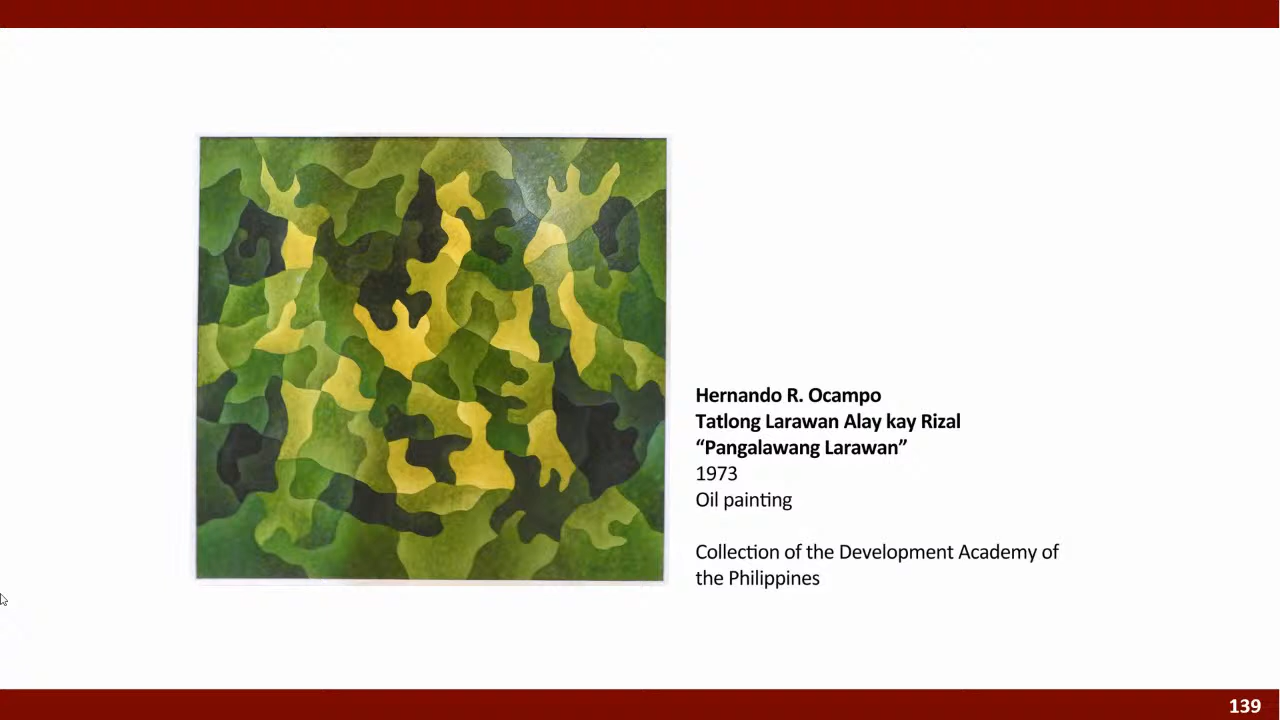 Hernando R. Ocampo
Tatlong Larawan Alay kay Rizal
“Pangalawang Larawan”
1973
Oil painting
Collection of the Development Academy of
the Philippines
139